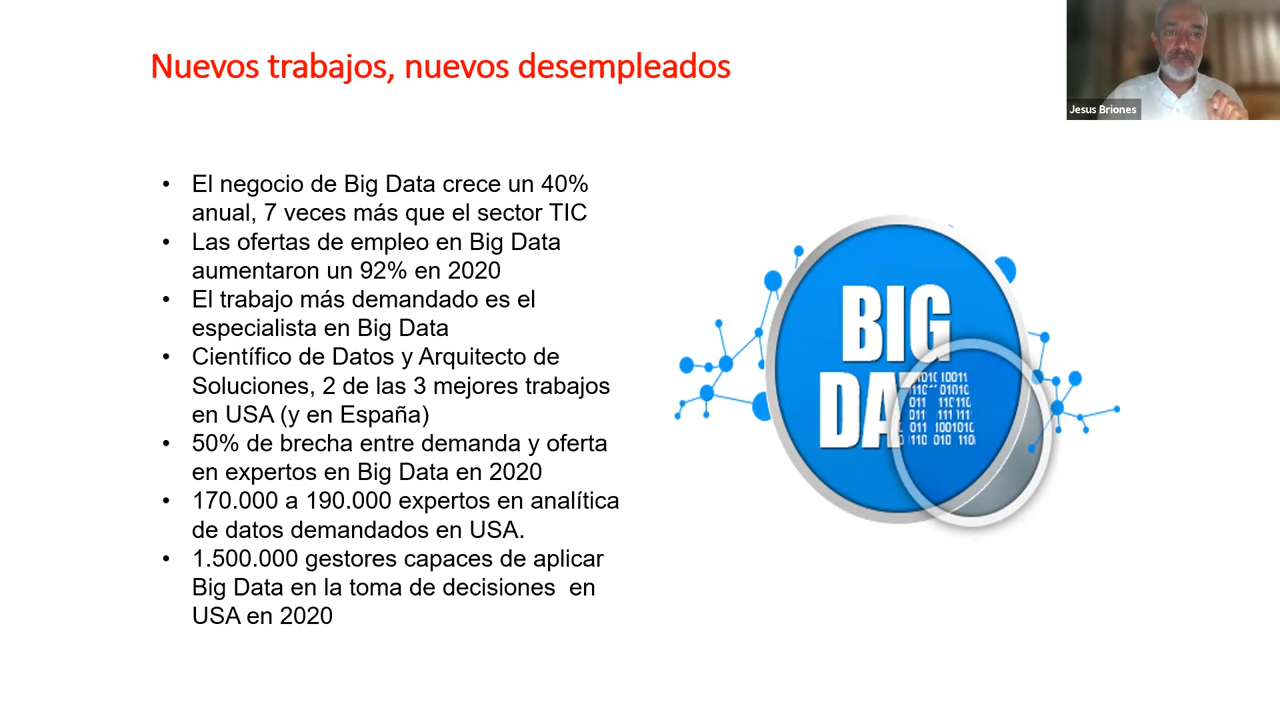 Nuevos trabajos, nuevos desempleados
Jesus Briones
• El negocio de Big Data crece un 40%
anual, 7 veces más que el sector TIC
• Las ofertas de empleo en Big Data
aumentaron un 92% en 2020
• El trabajo más demandado es el
especialista en Big Data
• Científico de Datos y Arquitecto de
Soluciones, 2 de las 3 mejores trabajos
en USA (y en España)
• 50% de brecha entre demanda y oferta
en expertos en Big Data en 2020
• 170.000 a 190.000 expertos en analítica
de datos demandados en USA.
• 1.500.000 gestores capaces de aplicar
Big Data en la toma de decisiones  en
USA en 2020
BIG
DA